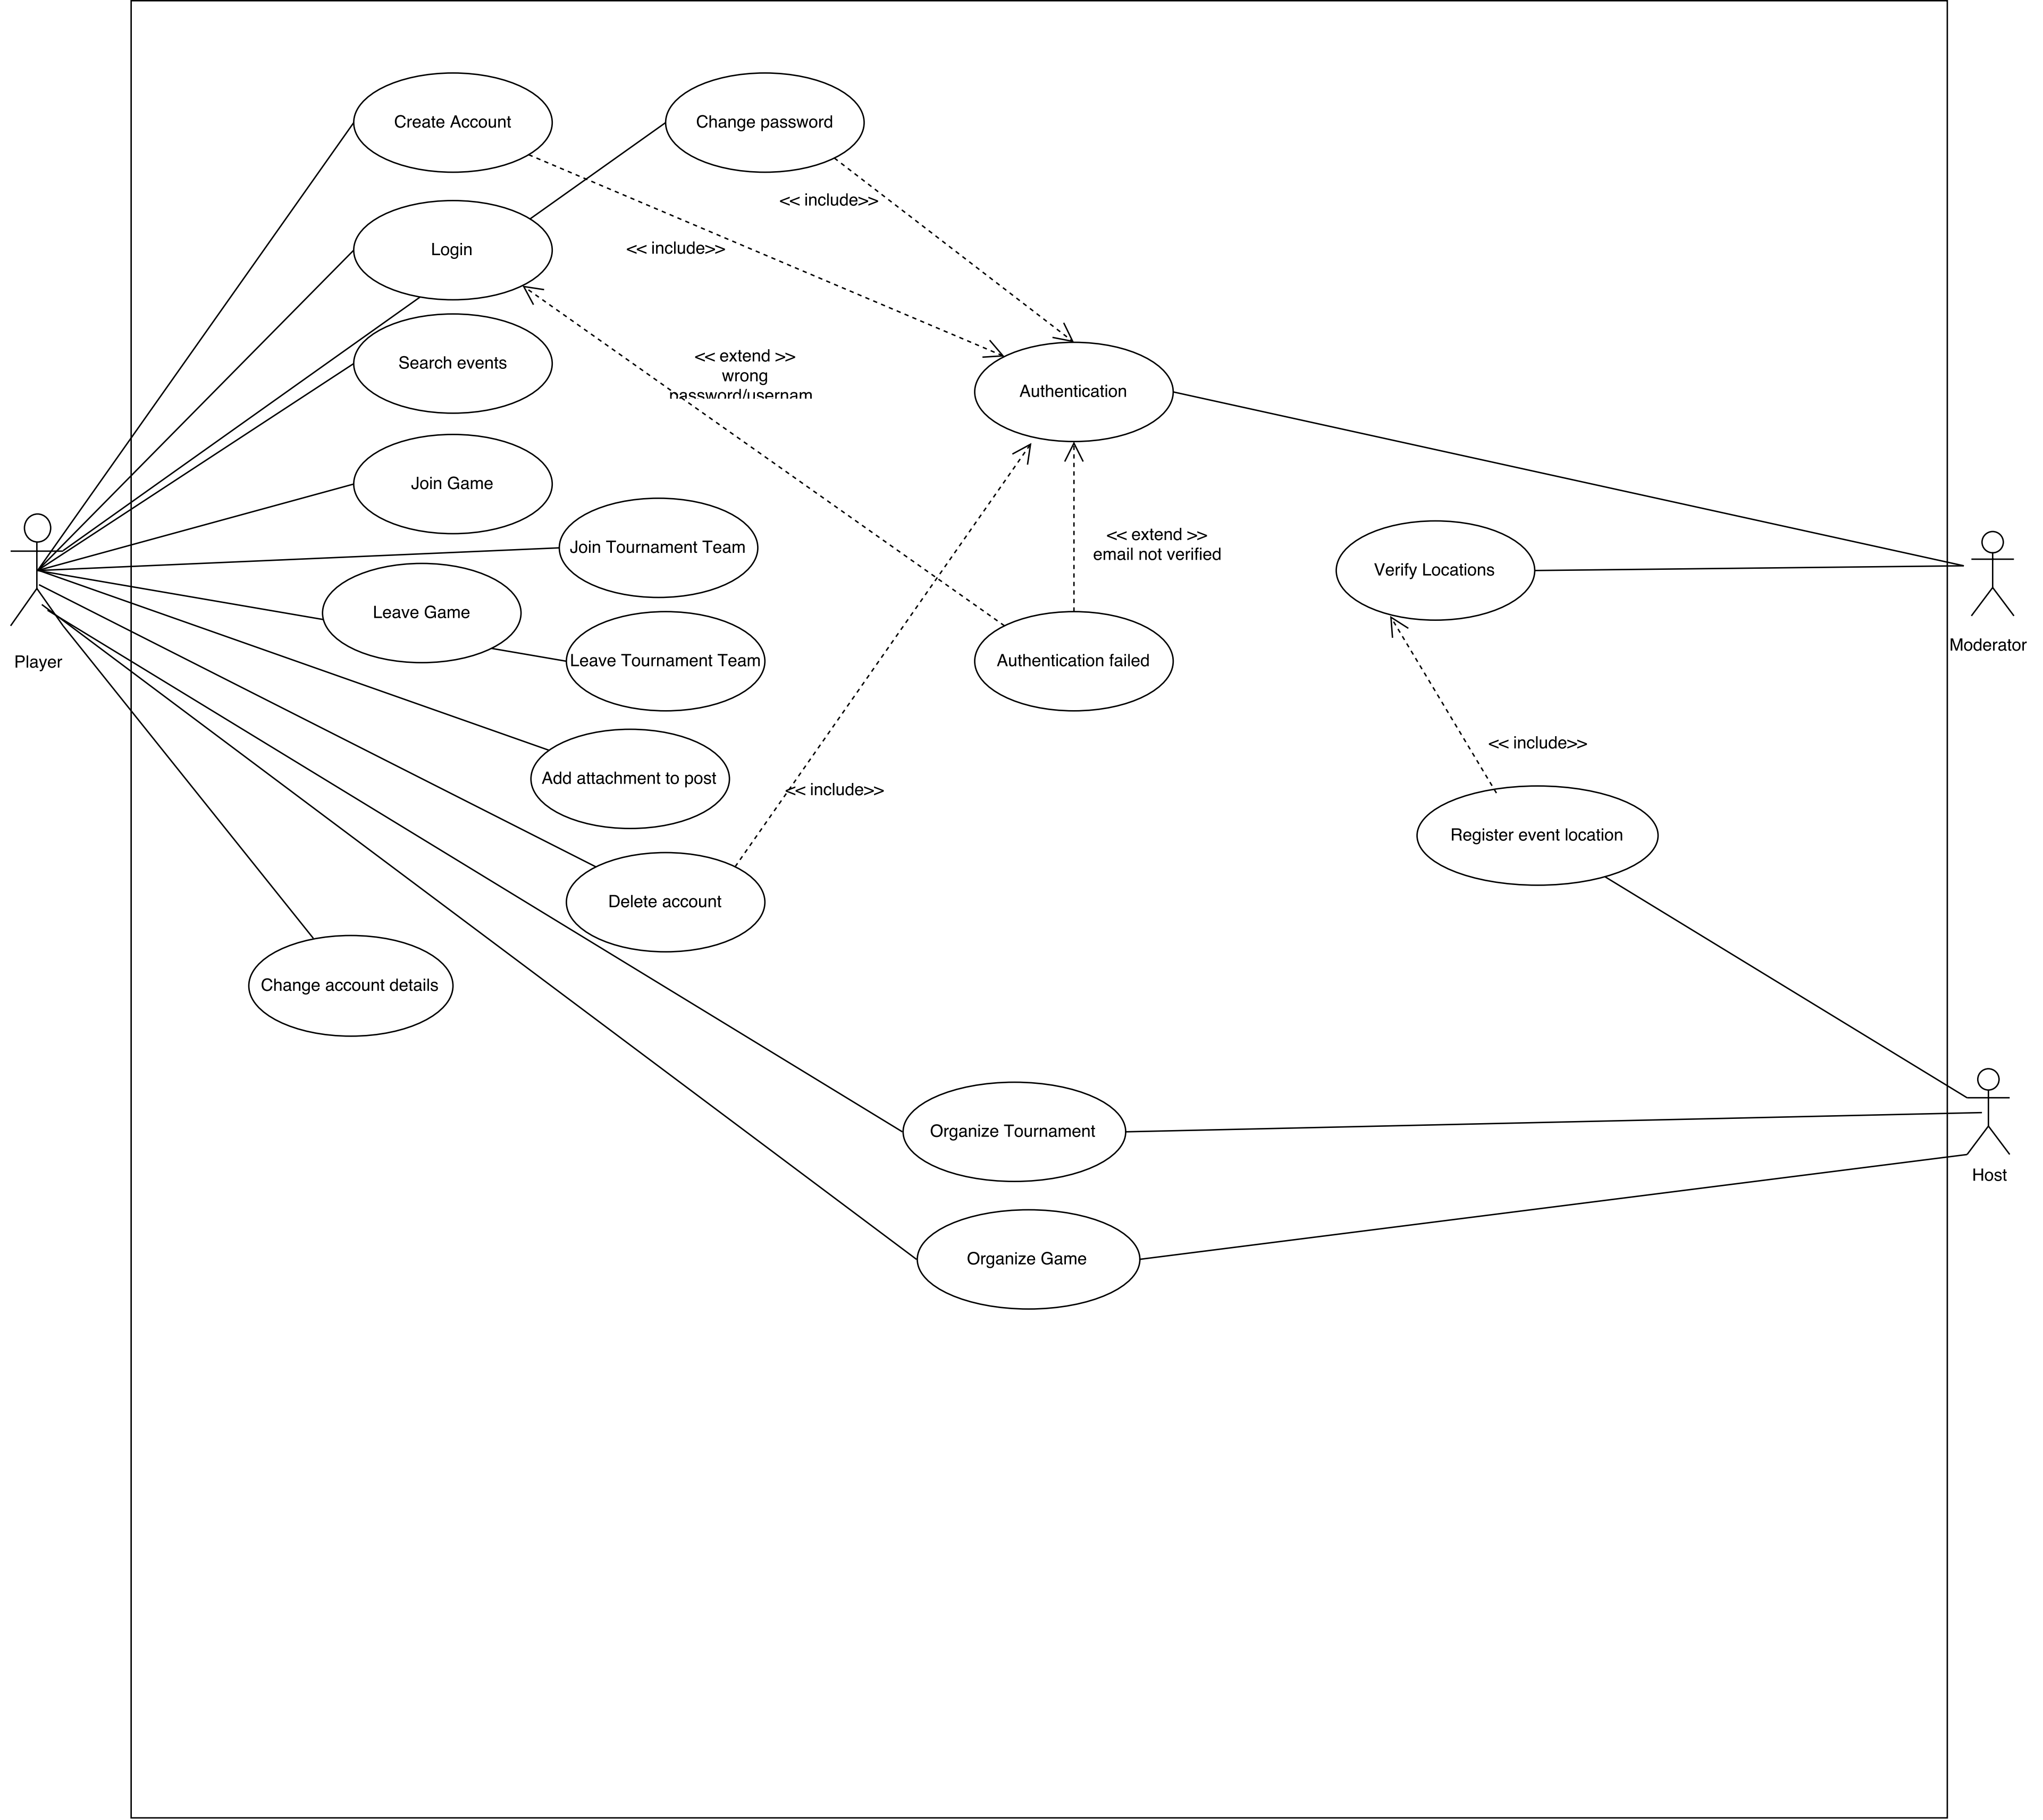 Create Account
Change password
<< include>>
Login
<< include>>
<< extend >>
wrong
password/usernam
Search events
Authentication
Join Game
Join Tournament Team
<< extend >>
email not verified
Verify Locations
Leave Game
Player
Leave Tournament Team
Authentication failed
Moderator
<< include>>
Add attachment to post
<< include>>
Register event location
Delete account
Change account details
Organize Tournament
Host
Organize Game